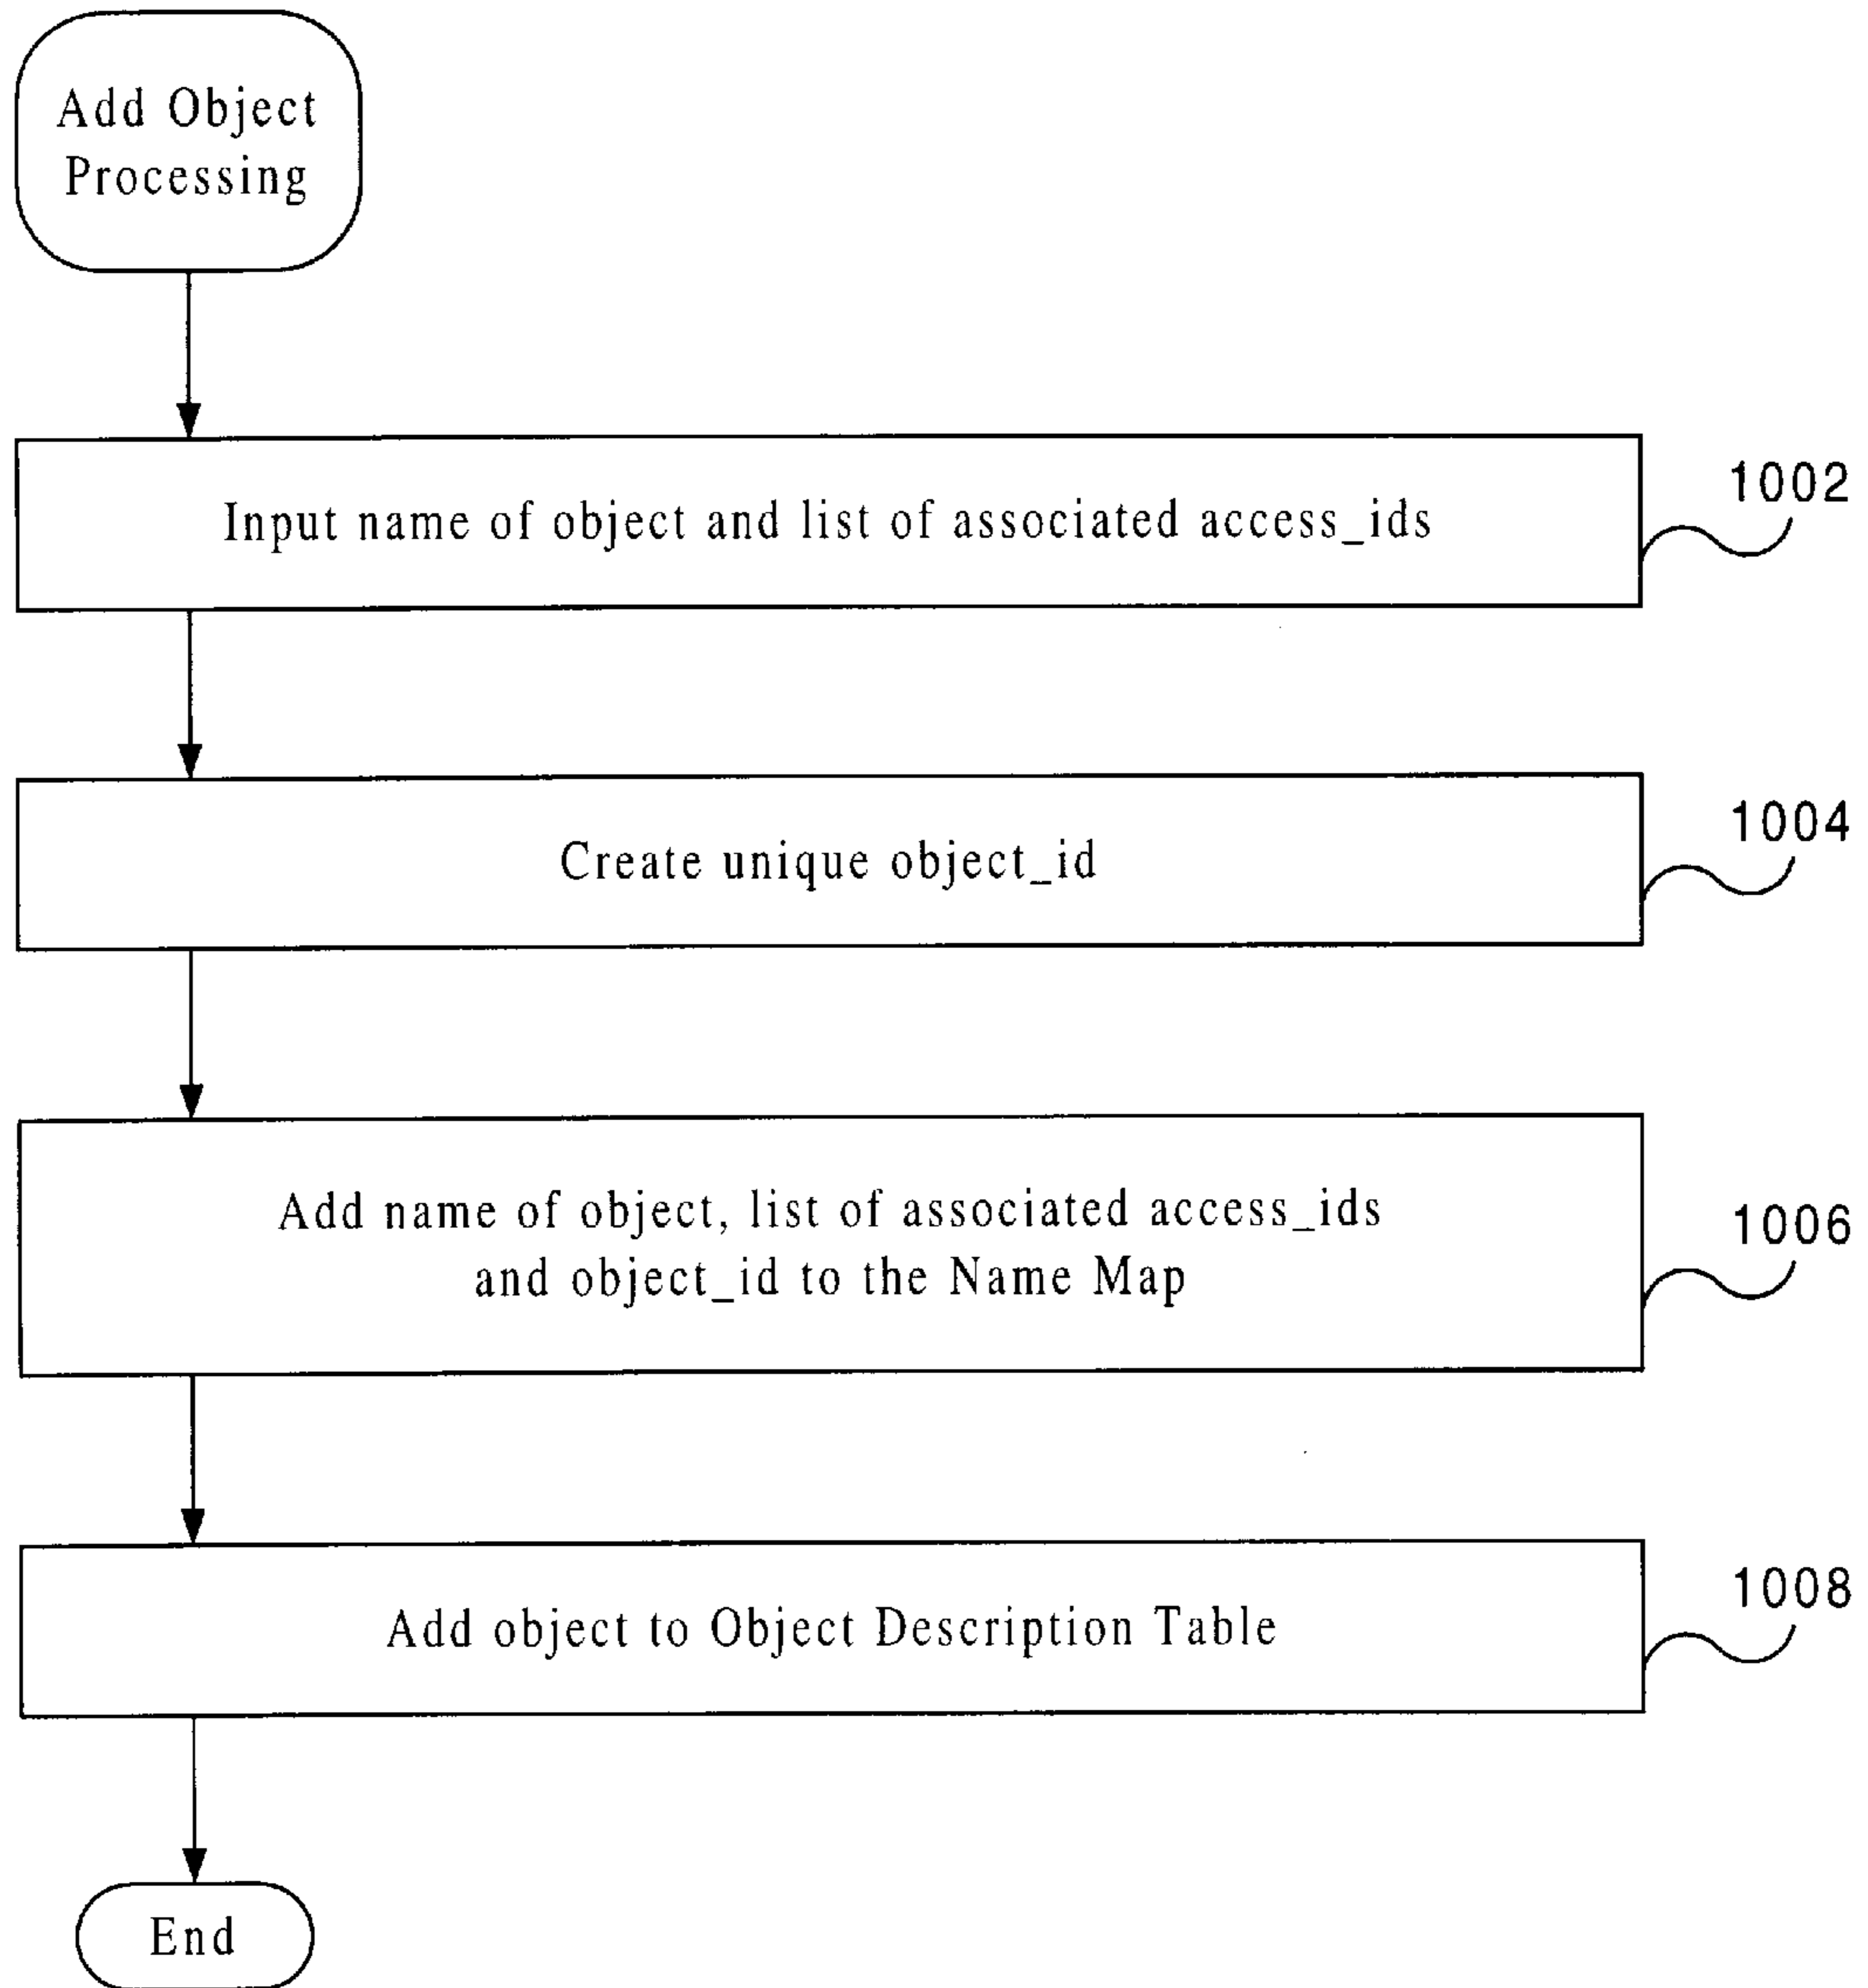 Add Object
Processing
Input name of object and list of associated access_ids
1002
Create unique object_id
1004
Add name of object, list of associated access_ids
and object_id to the Name Map
1006
Add object to Object Description Table
1008
End